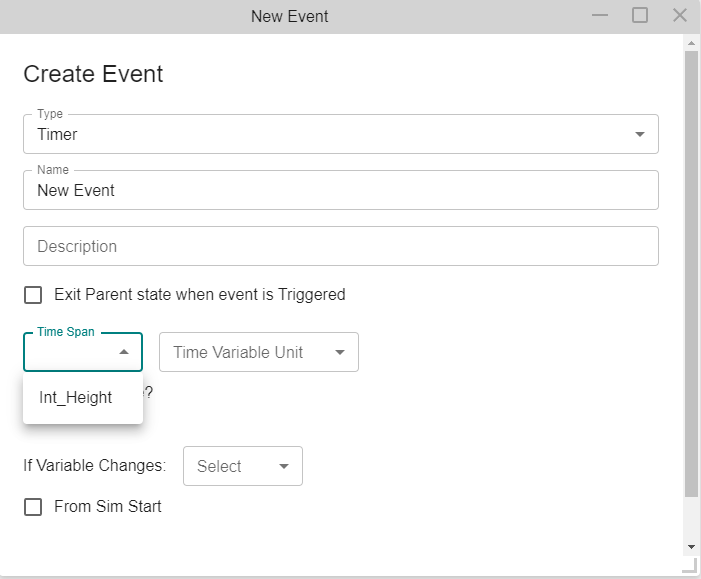 New Event
Create Event
Type
Timer
Name
New Event
Description
Exit Parent state when event is Triggered
Time Span
Time Variable Unit
Int_Height
?
If Variable Changes: Select
From Sim Start